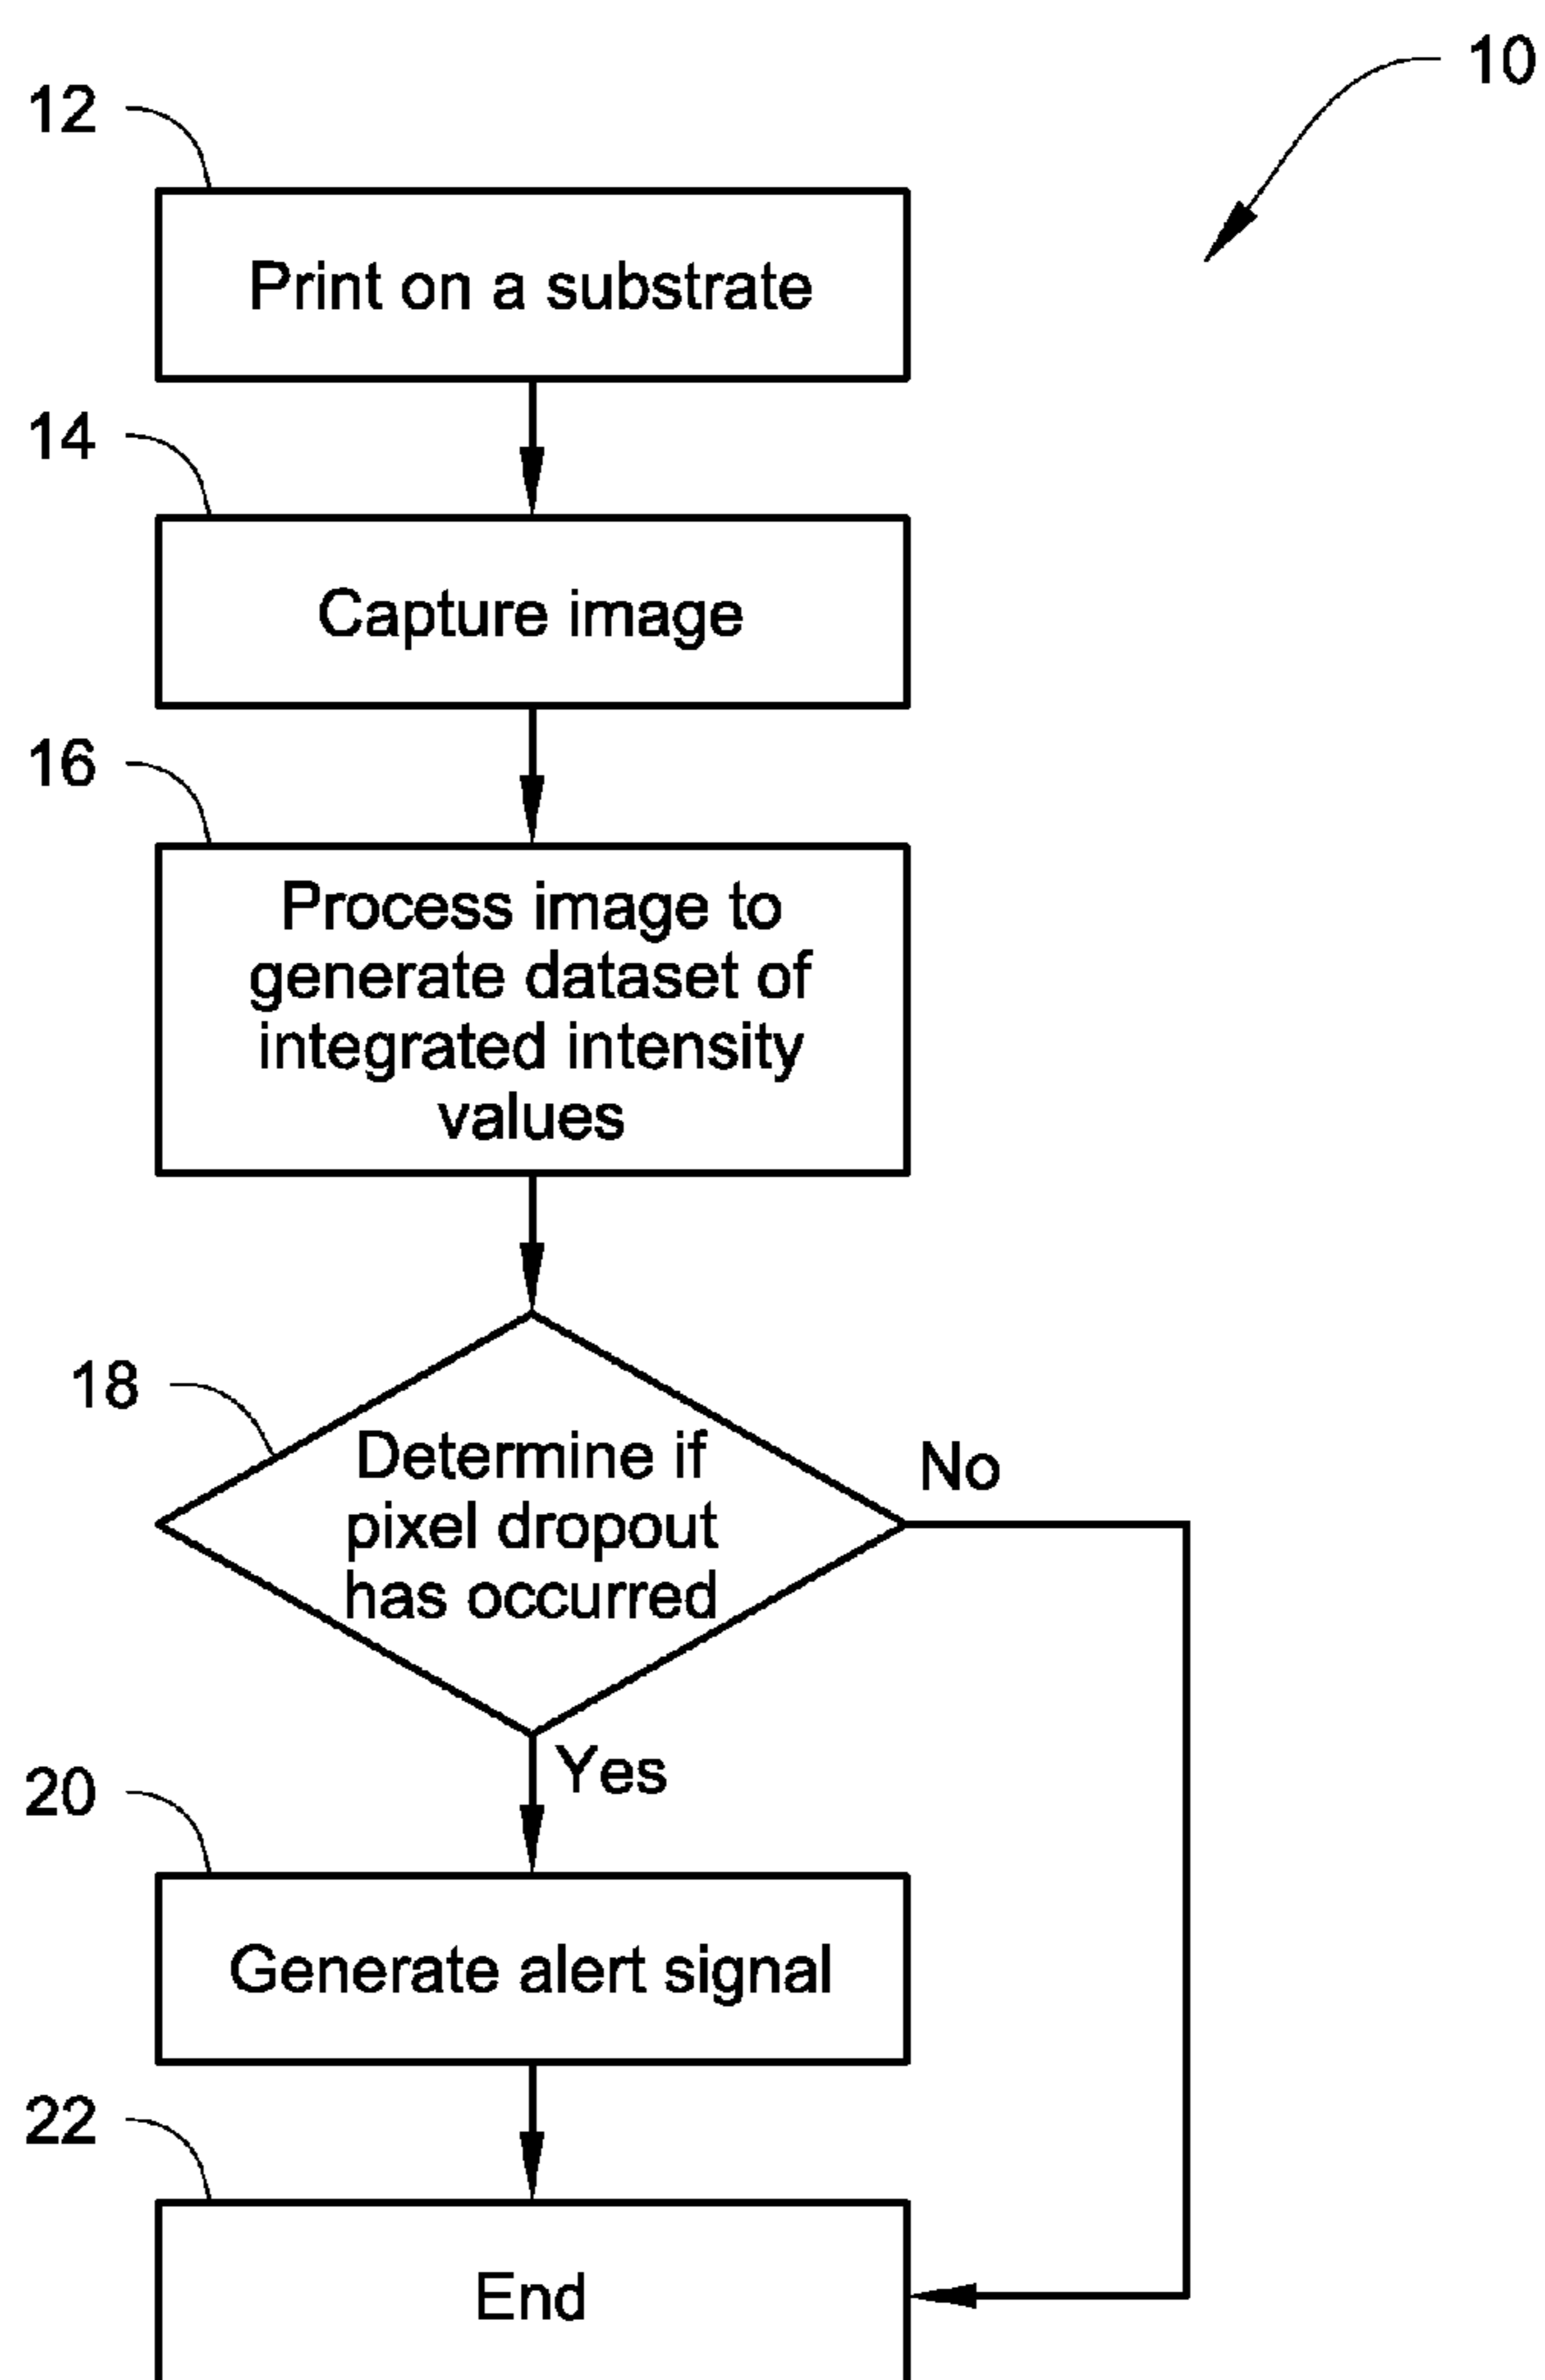 10
12
Print on a substrate
14
Capture image
16
Process image to
generate dataset of
integrated intensity
values
18
Determine if
pixel dropout
has occurred
No
Yes
20
Generate alert signal
22
End